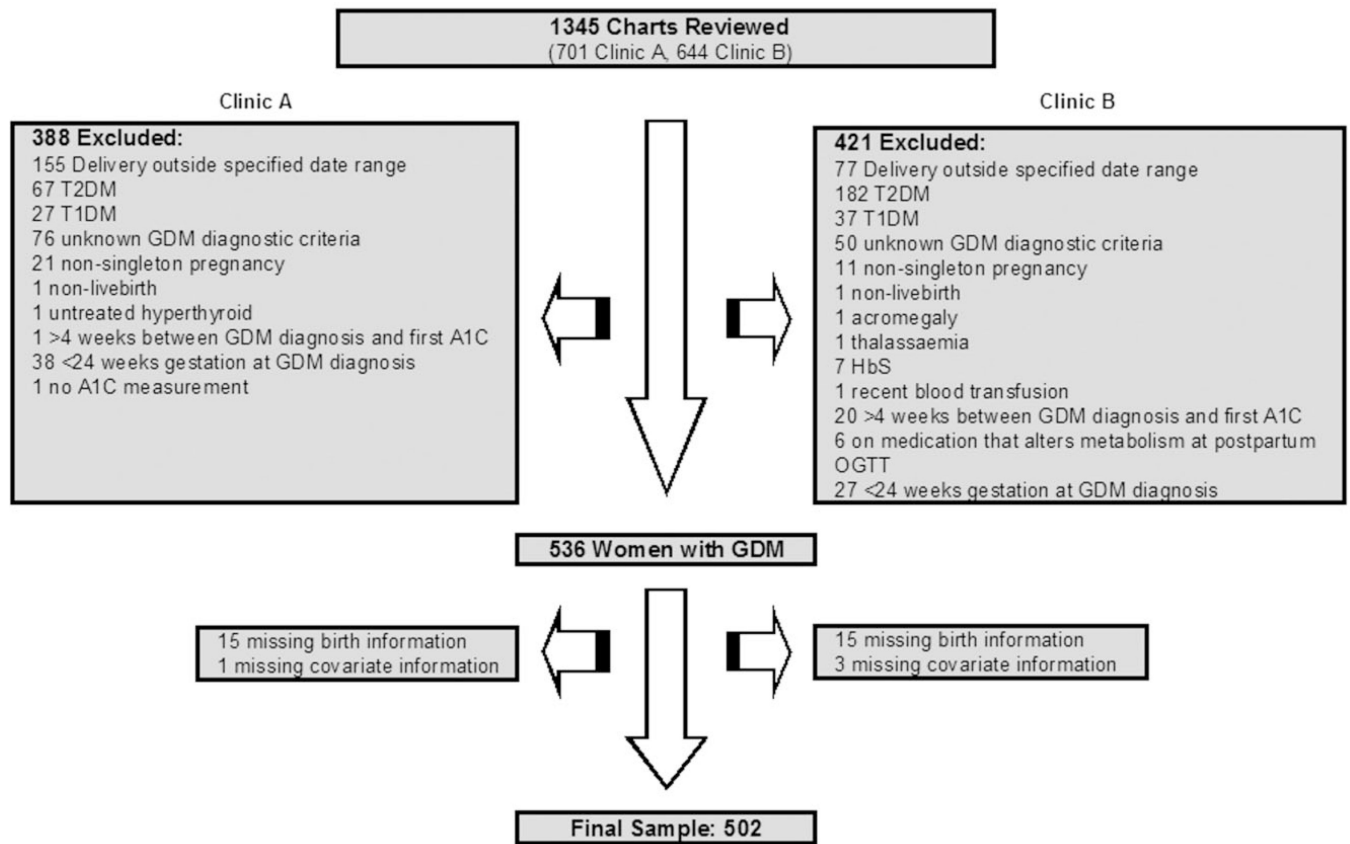 1345 Charts Reviewed
(701 Clinic A, 644 Clinic B)
Clinic A
388 Excluded:
155 Delivery outside specified date range
67 T2DM
27 T1DM
76 unknown GDM diagnostic criteria
21 non-singleton pregnancy
1 non-livebirth
1 untreated hyperthyroid
1 >4 weeks between GDM diagnosis and first A1C
38 <24 weeks gestation at GDM diagnosis
1 no A1C measurement
Clinic B
421 Excluded:
77 Delivery outside specified date range
182 T2DM
37 T1DM
50 unknown GDM diagnostic criteria
11 non-singleton pregnancy
1 non-livebirth
1 acromegaly
1 thalassaemia
7 HbS
1 recent blood transfusion
20 >4 weeks between GDM diagnosis and first A1C
6 on medication that alters metabolism at postpartum
OGTT
27 <24 weeks gestation at GDM diagnosis
536 Women with GDM
15 missing birth information
1 missing covariate information
15 missing birth information
3 missing covariate information
Final Sample: 502